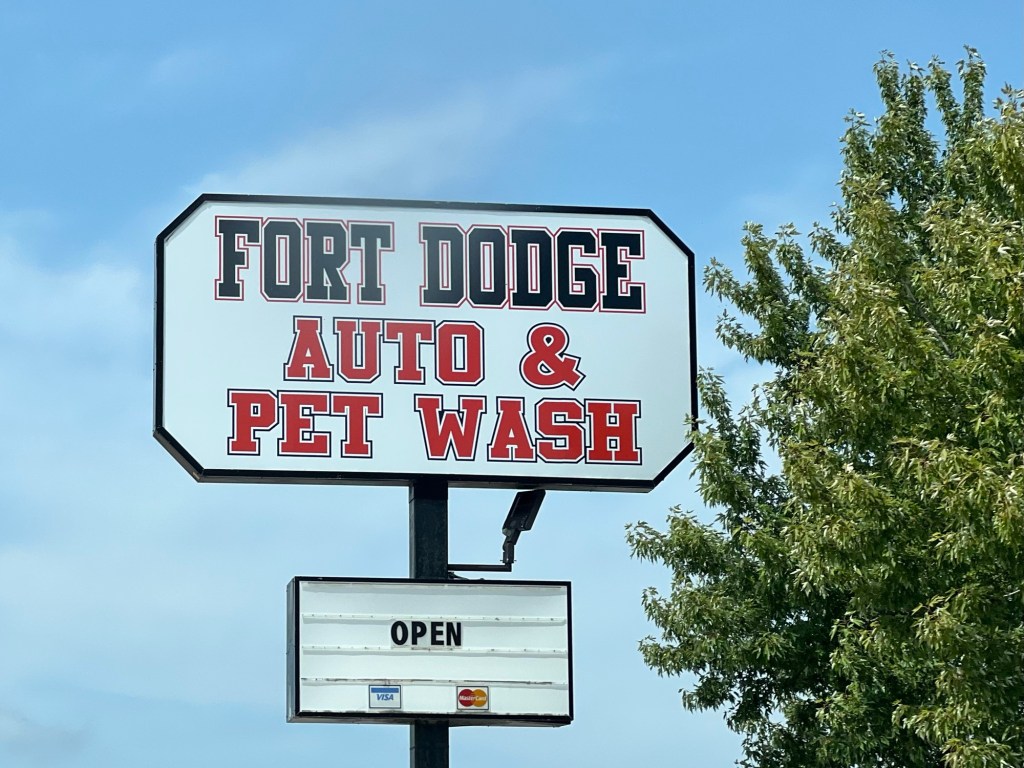 FORT DODGE
AUTO &
PET WASH
OPEN
VISA
MasterCard